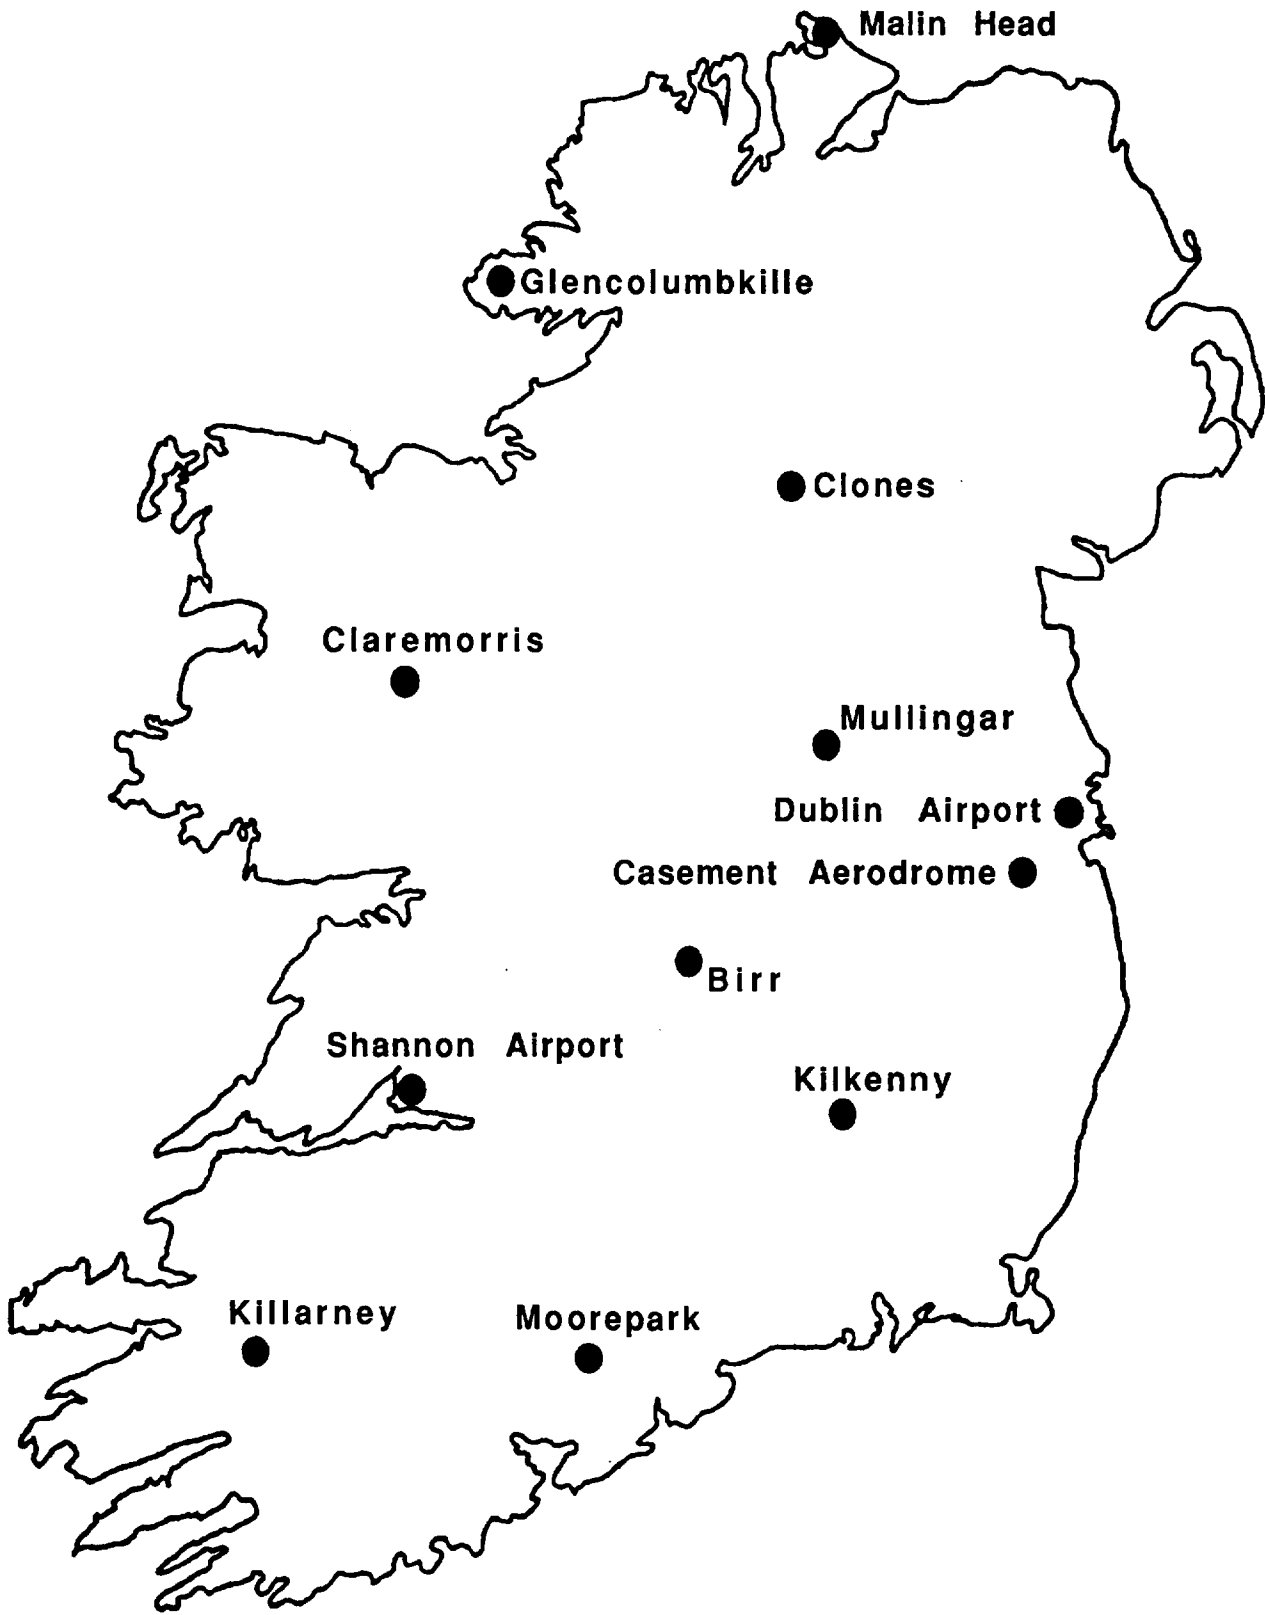 Malin Head
Glencolumbkille
Clones
Claremorris
Mullingar
Dublin Airport
Casement Aerodrome
Birr
Shannon Airport
Kilkenny
Killarney
Moorepark